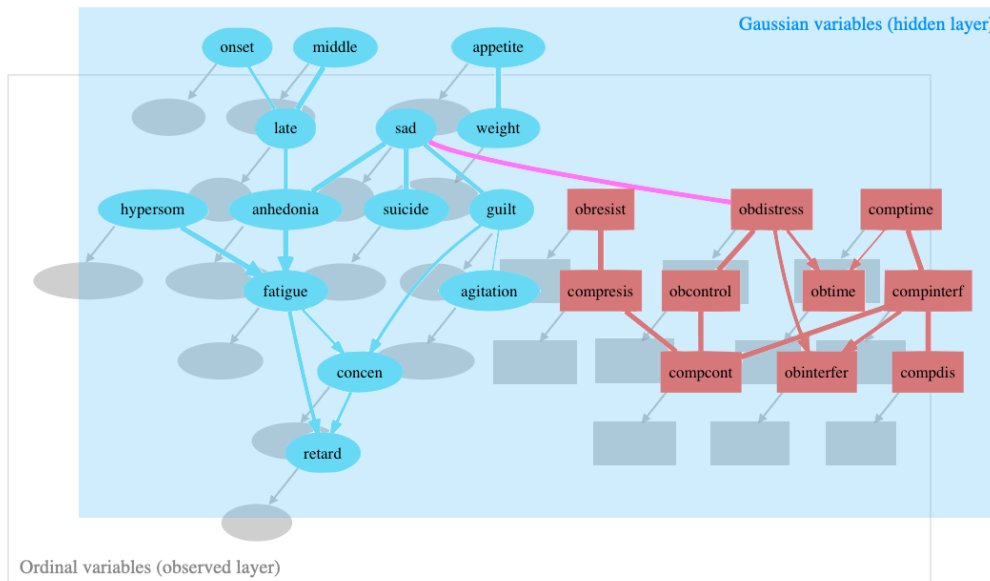 Gaussian variables (hidden layer)
onset
middle
appetite
late
sad
weight
hypersom
anhedonia
suicide
guilt
obresist
obdistress
comptime
fatigue
agitation
compresis
obcontrol
obtime
compinterf
concen
compcont
obinterfer
compdis
retard
Ordinal variables (observed layer)